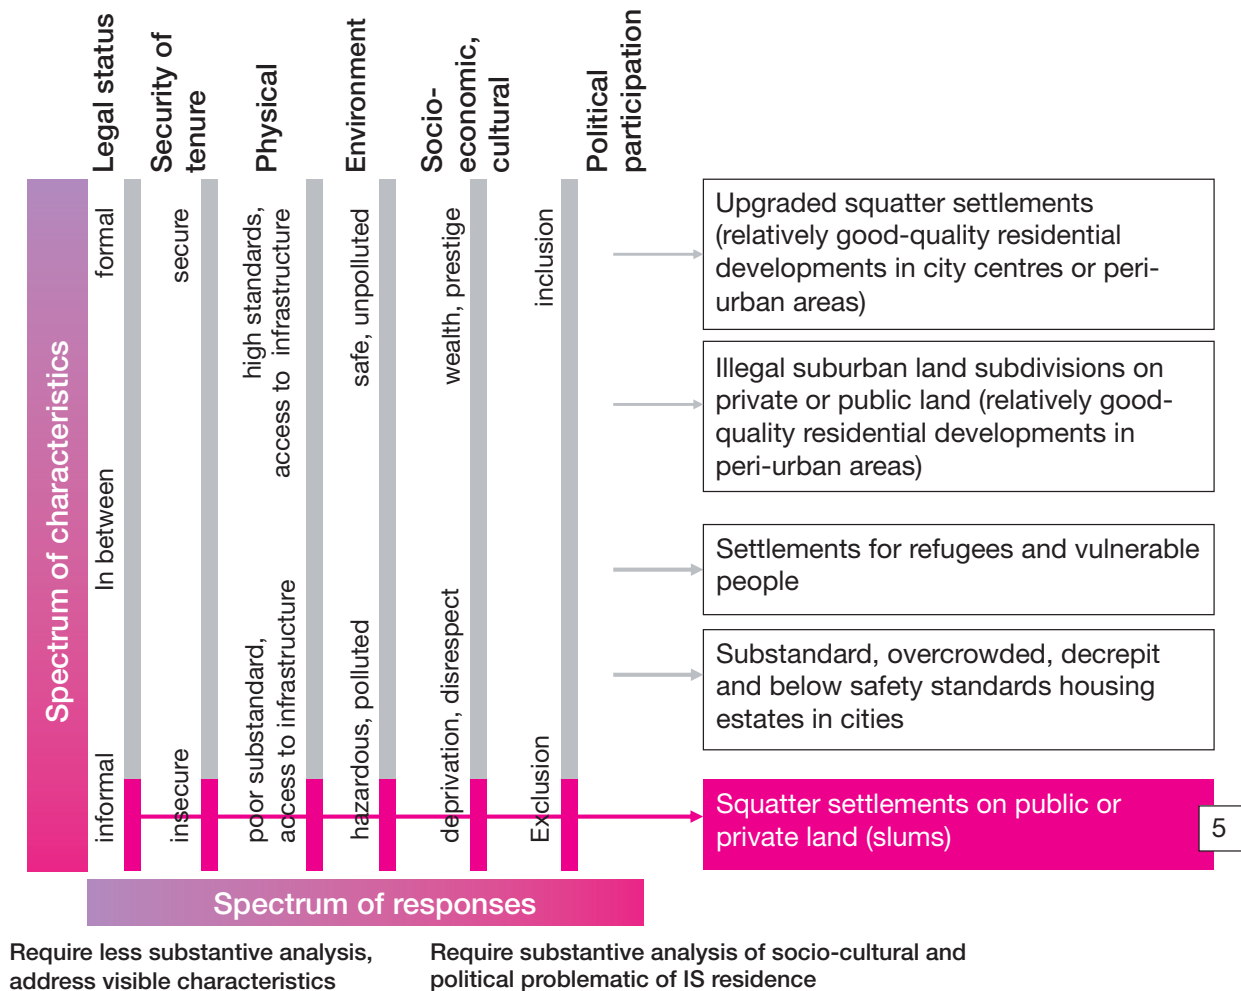 Legal status
Security of
tenure
Physical
Environment
Socio-
economic,
cultural
Political
participation
Spectrum of characteristics
formal
In between
informal
secure
insecure
high standards,
access to infrastructure
poor substandard,
access to infrastructure
safe, unpolluted
hazardous, polluted
wealth, prestige
deprivation, disrespect
inclusion
Exclusion
Upgraded squatter settlements
(relatively good-quality residential
developments in city centres or peri-
urban areas)
Illegal suburban land subdivisions on
private or public land (relatively good-
quality residential developments in
peri-urban areas)
Settlements for refugees and vulnerable
people
Substandard, overcrowded, decrepit
and below safety standards housing
estates in cities
Squatter settlements on public or
private land (slums)
5
Spectrum of responses
Require less substantive analysis,
address visible characteristics
Require substantive analysis of socio-cultural and
political problematic of IS residence